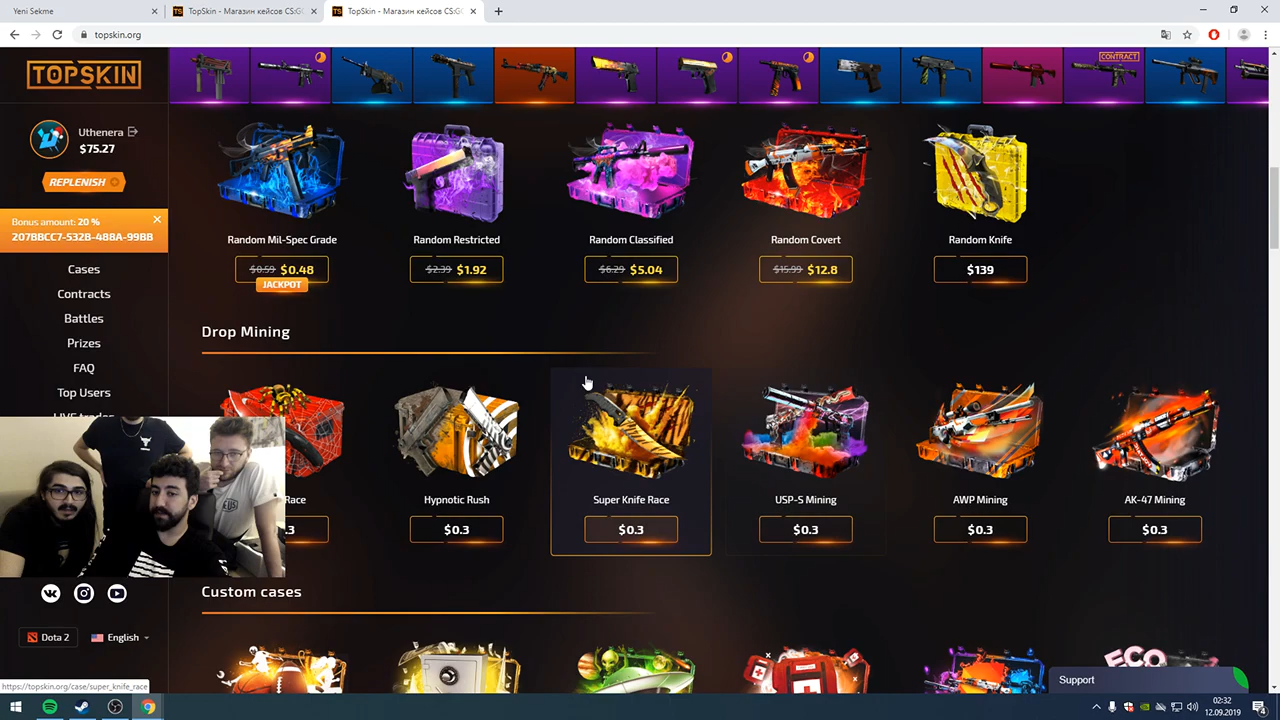 Yeni Sekme
TopSkin - Магазин кейсов CS:GO
TopSkin - Магазин кейсов CS:GO
topskin.org
TOPSKIN
CONTRACT
Uthenera
$75.27
REPLENISH
Bonus amount: 20 %
207BBCC7-532B-488A-99BB
Cases
Contracts
Battles
Prizes
FAQ
Top Users
Random Mil-Spec Grade
Random Restricted
Random Classified
Random Covert
Random Knife
$0.59 $0.48
$2.39 $1.92
$6.29 $5.04
$15.99 $12.8
$139
JACKPOT
Drop Mining
Race
Hypnotic Rush
Super Knife Race
USP-S Mining
AWP Mining
AK-47 Mining
.3
$0.3
$0.3
$0.3
$0.3
$0.3
Custom cases
ECO
Dota 2
English
Support
https://topskin.org/case/super_knife_race
02:32
12.09.2019
4